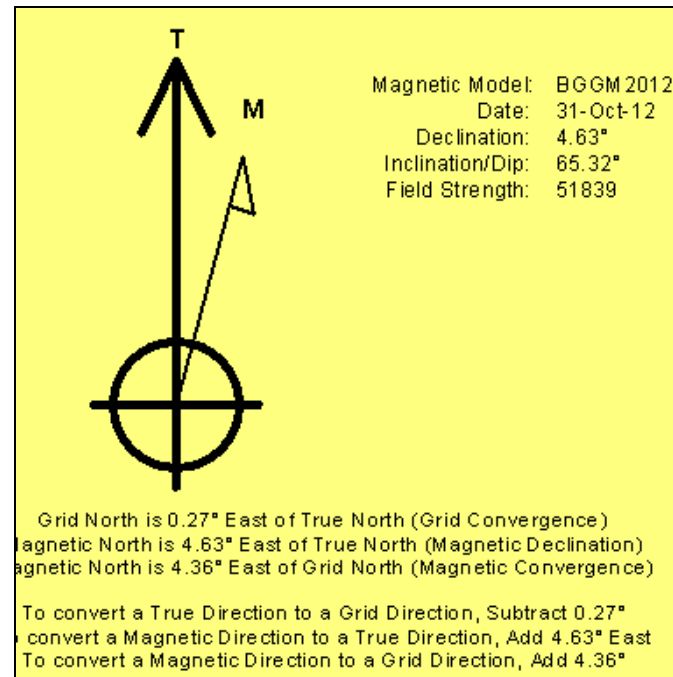 T
M
Magnetic Model: BGGM2012
Date: 31-Oct-12
Declination: 4.63°
Inclination/Dip: 65.32°
Field Strength: 51839
Grid North is 0.27° East of True North (Grid Convergence)
agnetic North is 4.63° East of True North (Magnetic Declination)
agnetic North is 4.36° East of Grid North (Magnetic Convergence)
To convert a True Direction to a Grid Direction, Subtract 0.27°
convert a Magnetic Direction to a True Direction, Add 4.63° East
To convert a Magnetic Direction to a Grid Direction, Add 4.36°